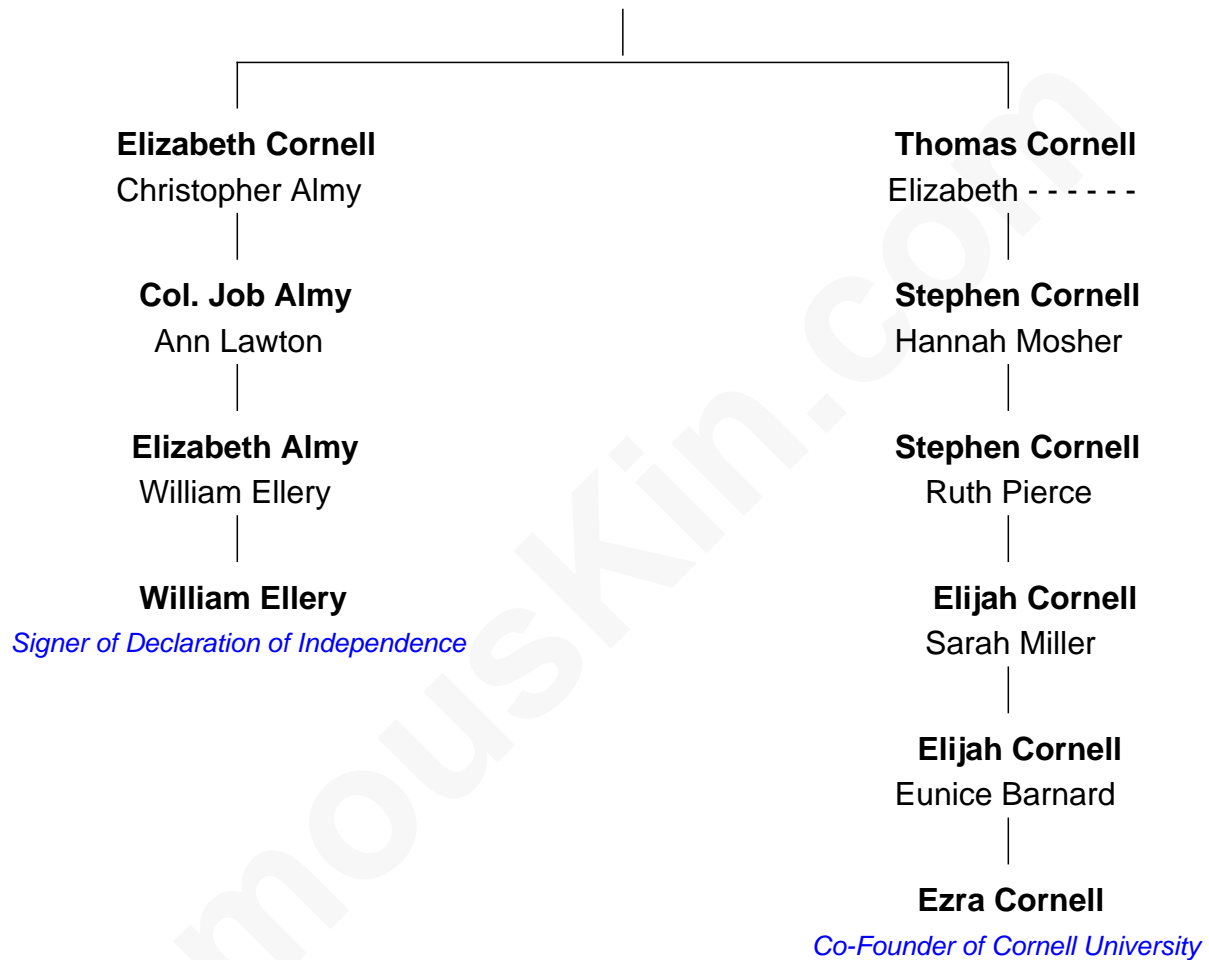 Elizabeth Cornell
Christopher Almy
Thomas Cornell
Elizabeth - - - - - -
Col. Job Almy
Ann Lawton
Stephen Cornell
Hannah Mosher
Elizabeth Almy
William Ellery
Stephen Cornell
Ruth Pierce
William Ellery
Signer of Declaration of Independence
Elijah Cornell
Sarah Miller
Elijah Cornell
Eunice Barnard
Ezra Cornell
Co-Founder of Cornell University
mouskin.com